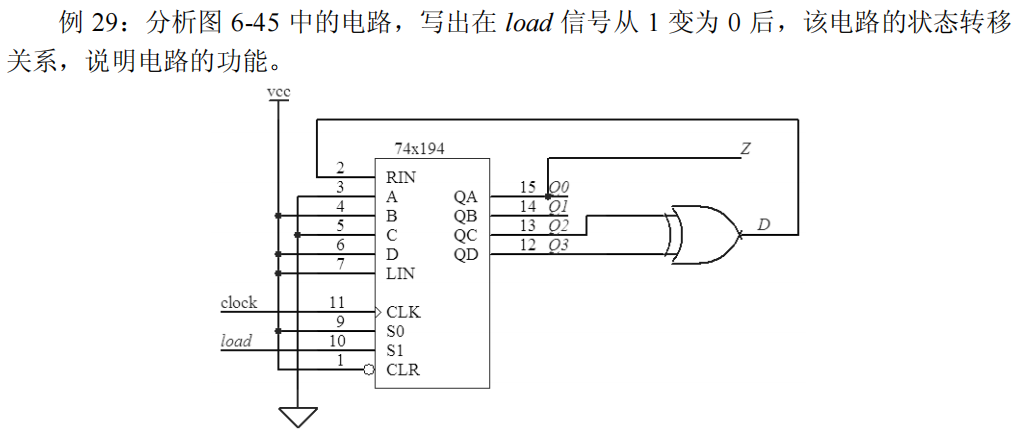 例 29：分析图 6-45 中的电路，写出在 load 信号从 1 变为 0 后，该电路的状态转移
关系，说明电路的功能。
vcc
74x194
Z
2 RIN
3 A QA 15 Q0
4 B QB 14 Q1
5 C QC 13 Q2
6 D QD 12 Q3
7 LIN
D
clock 11 CLK
9 S0
load 10 S1
1 CLR